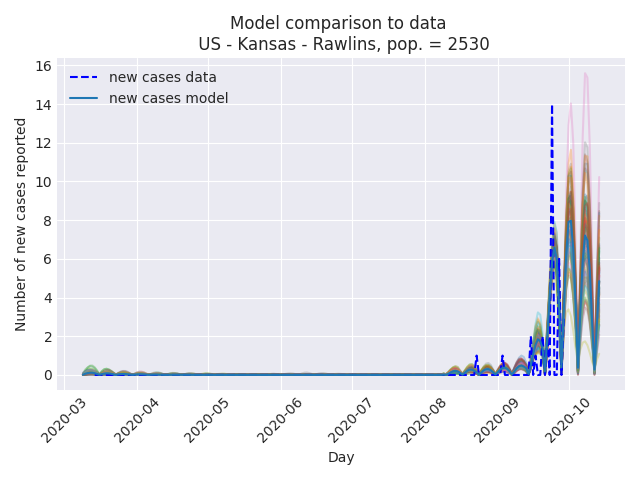 Model comparison to data
US - Kansas - Rawlins, pop. = 2530
new cases data
new cases model
Number of new cases reported
16
14
12
10
8
6
4
2
0
2020-03
2020-04
2020-05
2020-06
2020-07
2020-08
2020-09
2020-10
Day